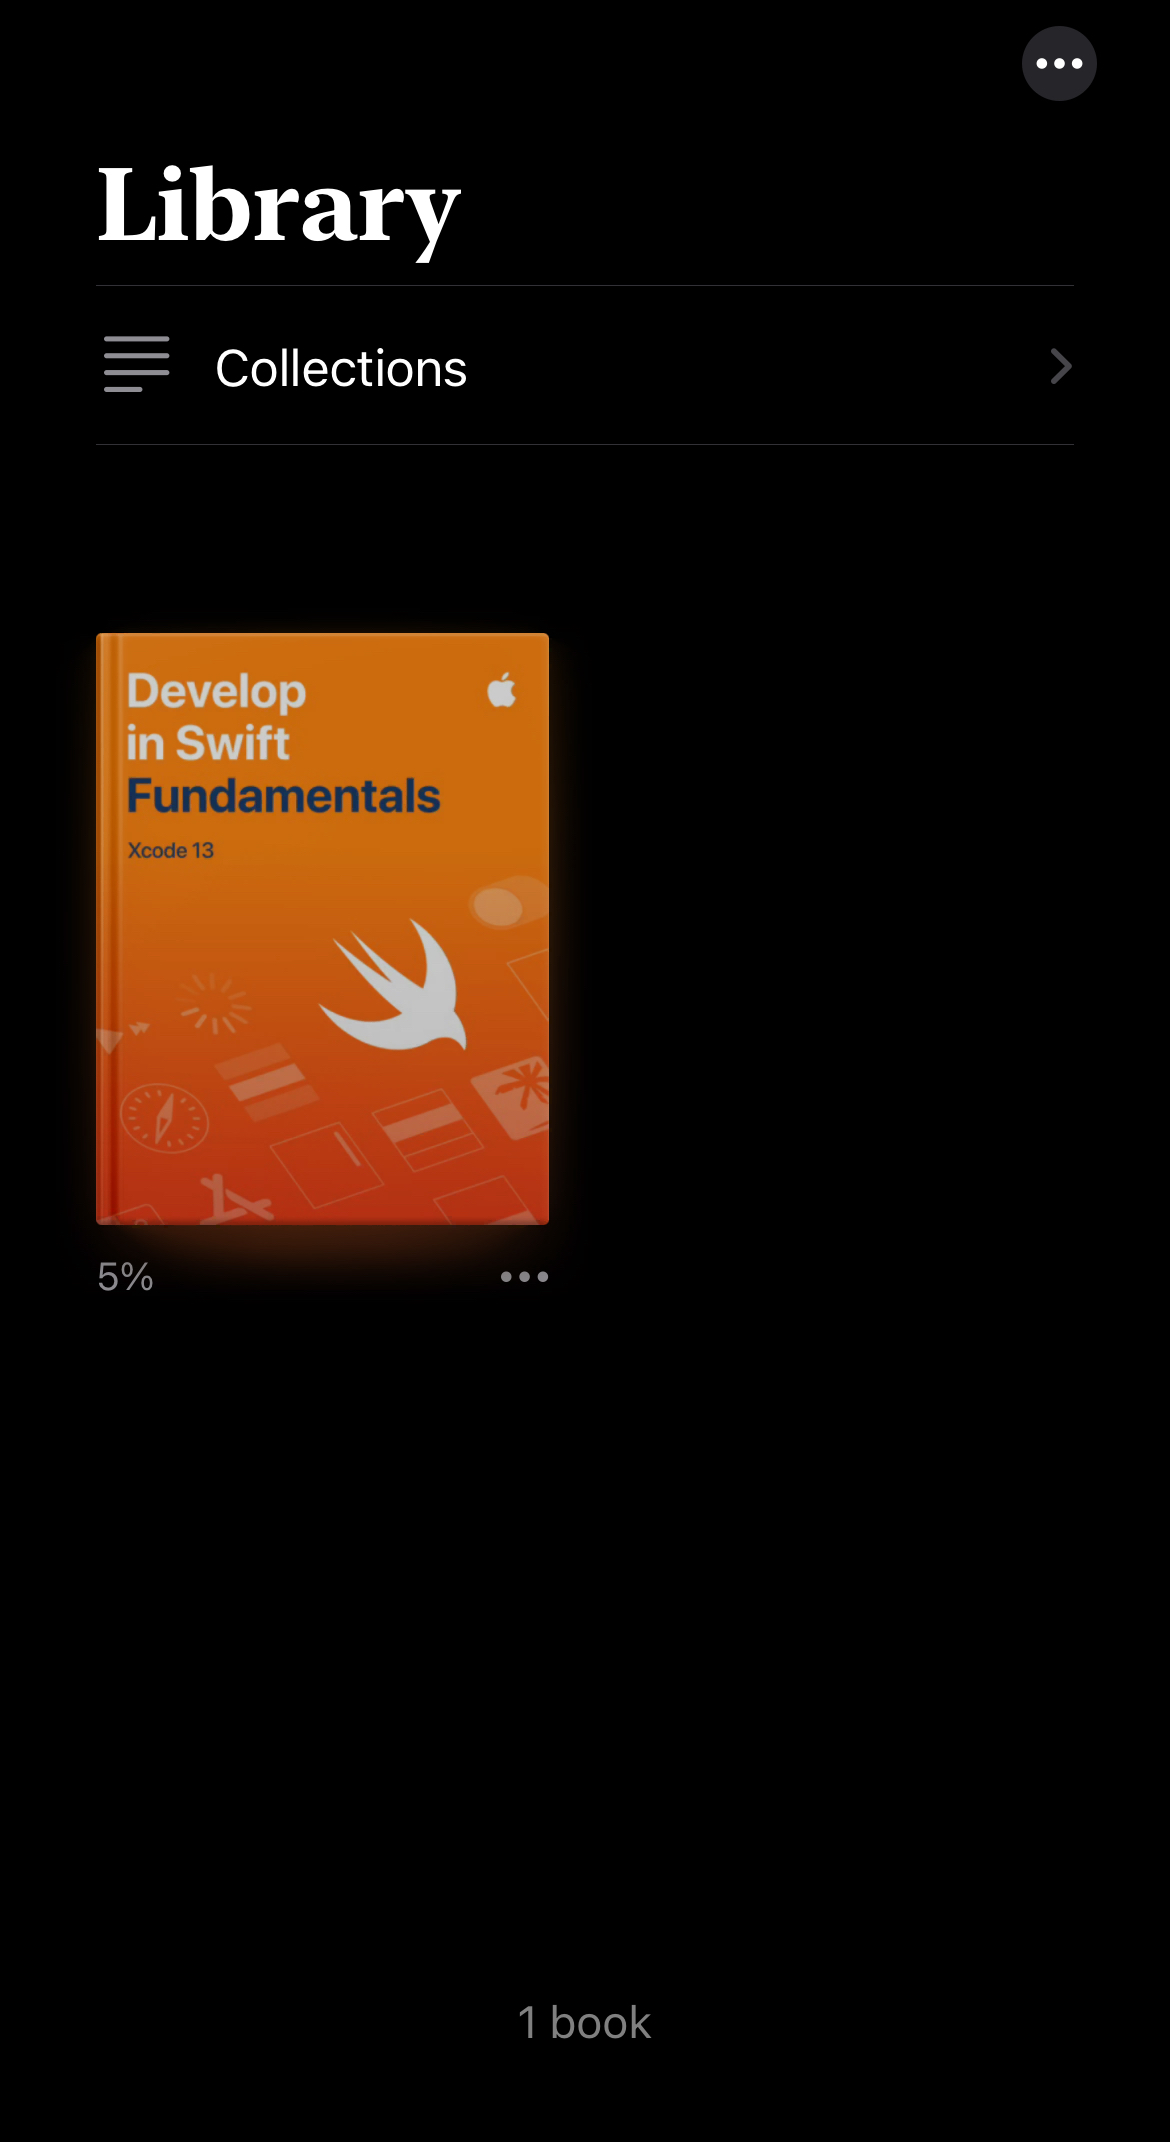 Library
Collections
Develop
in Swift
Fundamentals
Xcode 13
5%
1 book